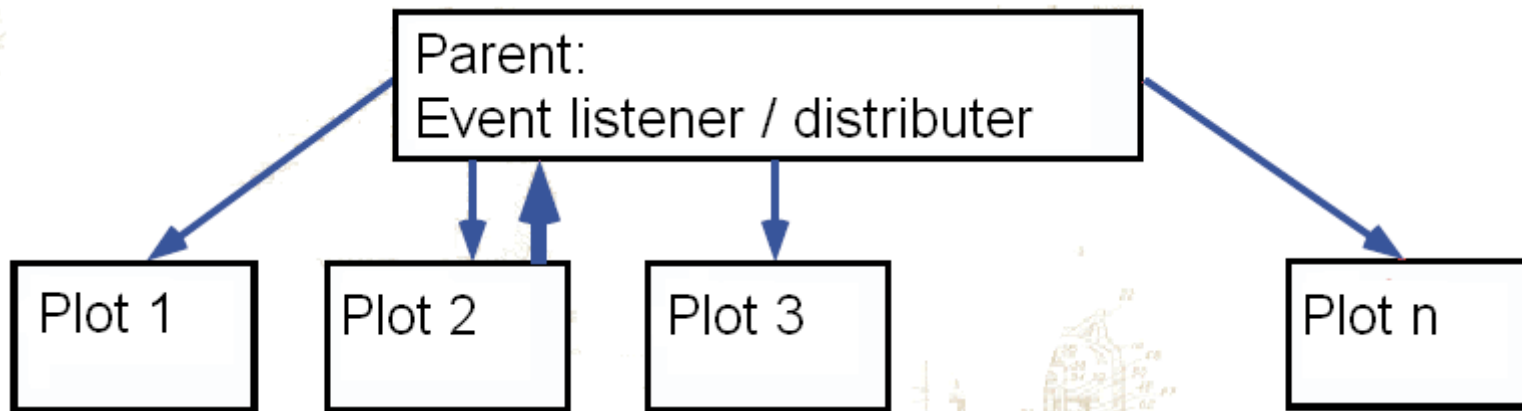 Parent:
Event listener / distributer
Plot 1
Plot 2
Plot 3
Plot n